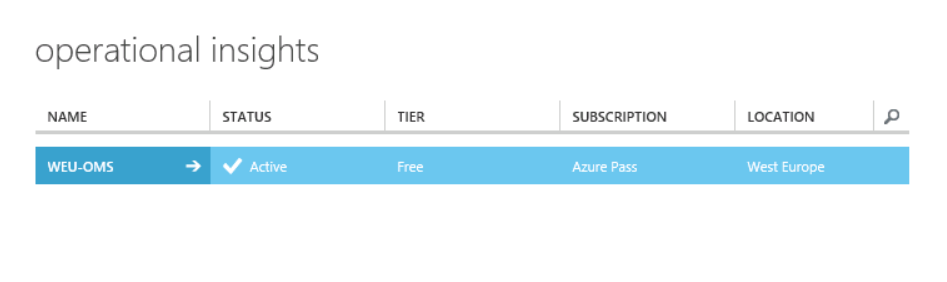 operational insights
NAME STATUS TIER SUBSCRIPTION LOCATION
WEU-OMS Active Free Azure Pass West Europe